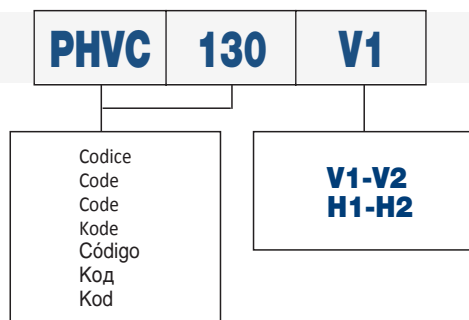 PHVC 130 V1
Codice
Code
Code
Kode
Código
Код
Kod
V1-V2
H1-H2